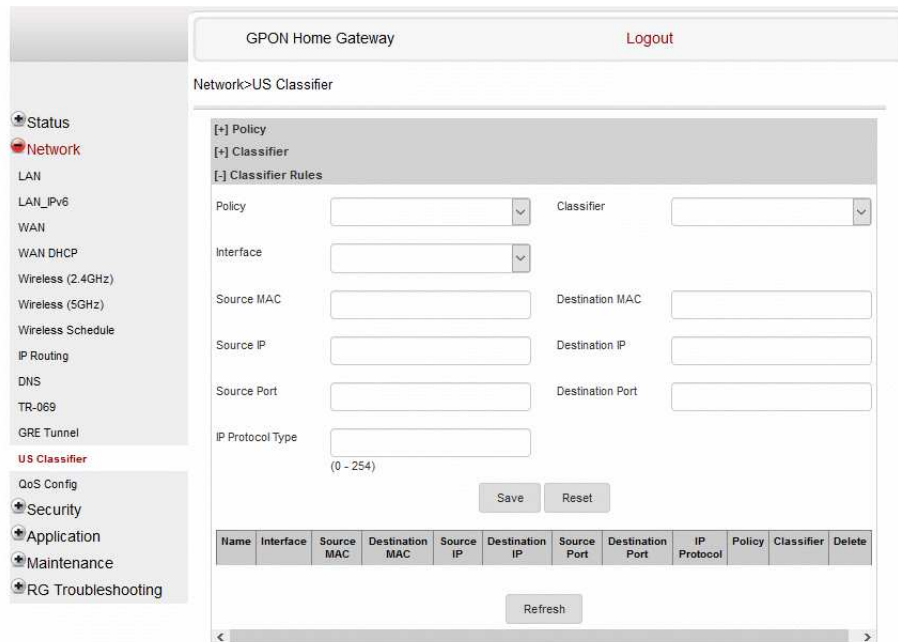 GPON Home Gateway Logout
Network>US Classifier
Status
Network
LAN
LAN_IPv6
WAN
WAN DHCP
Wireless (2.4GHz)
Wireless (5GHz)
Wireless Schedule
IP Routing
DNS
TR-069
GRE Tunnel
US Classifier
QoS Config
Security
Application
Maintenance
RG Troubleshooting
[+] Policy
[+] Classifier
[-] Classifier Rules
Policy Classifier
Interface
Source MAC Destination MAC
Source IP Destination IP
Source Port Destination Port
IP Protocol Type
(0 - 254)
Save Reset
Name Interface Source MAC Destination MAC Source IP Destination IP Source Port Destination Port IP Protocol Policy Classifier Delete
Refresh